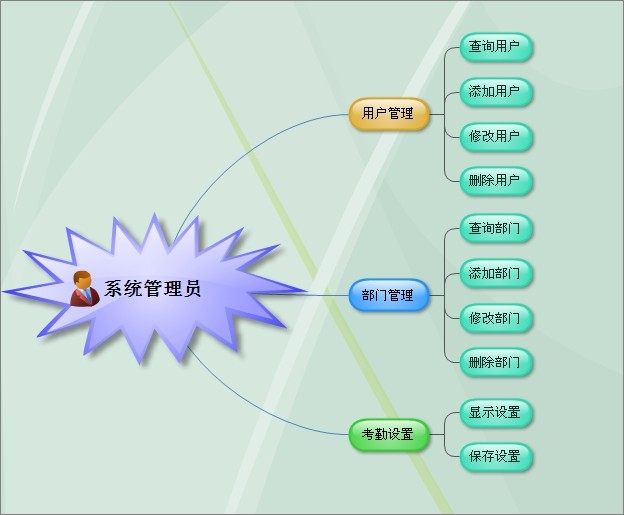 系统管理员
用户管理
查询用户
添加用户
修改用户
删除用户
部门管理
查询部门
添加部门
修改部门
删除部门
考勤设置
显示设置
保存设置